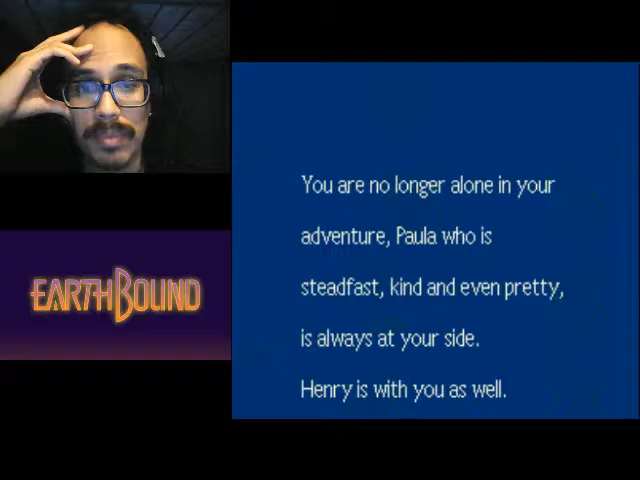 EARTHBOUND
You are no longer alone in your
adventure, Paula who is
steadfast, kind and even pretty,
is always at your side.
Henry is with you as well.